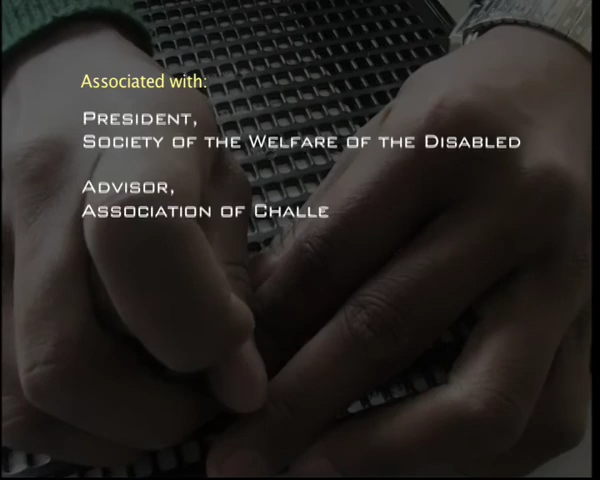 Associated with:
President,
Society of the Welfare of the Disabled
Advisor,
Association of Challe